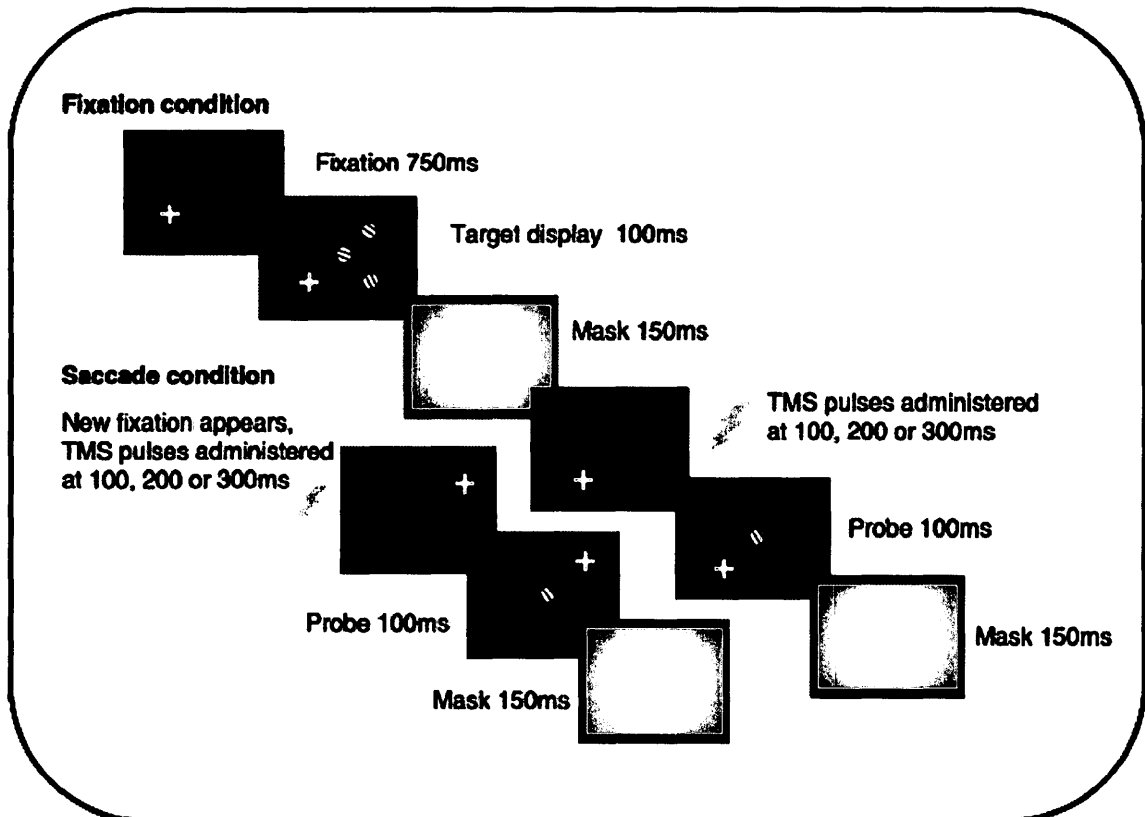 Fixation condition
Fixation 750ms
Target display 100ms
Mask 150ms
Saccade condition
New fixation appears,
TMS pulses administered
at 100, 200 or 300ms
TMS pulses administered
at 100, 200 or 300ms
Probe 100ms
Mask 150ms
Probe 100ms
Mask 150ms